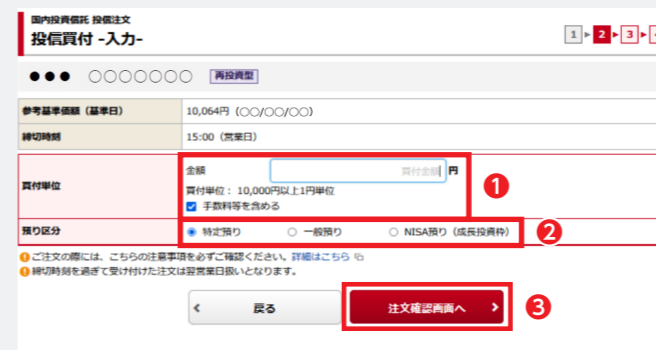 国内投資信託 投信注文
投信買付 -入力-
1 2 3 4
●●● ○○○○○○○ 再投資型
参考基準価額（基準日） 10,064円（○○/○○/○○）
締切時刻 15:00（営業日）
買付単位
金額 買付金額 円
買付単位： 10,000円以上1円単位
手数料等を含める
1
預り区分 特定預り 一般預り NISA預り（成長投資枠） 2
ご注文の際には、こちらの注意事項を必ずご確認ください。詳細はこちら
締切時刻を過ぎて受け付けた注文は翌営業日扱いとなります。
戻る 注文確認画面へ 3